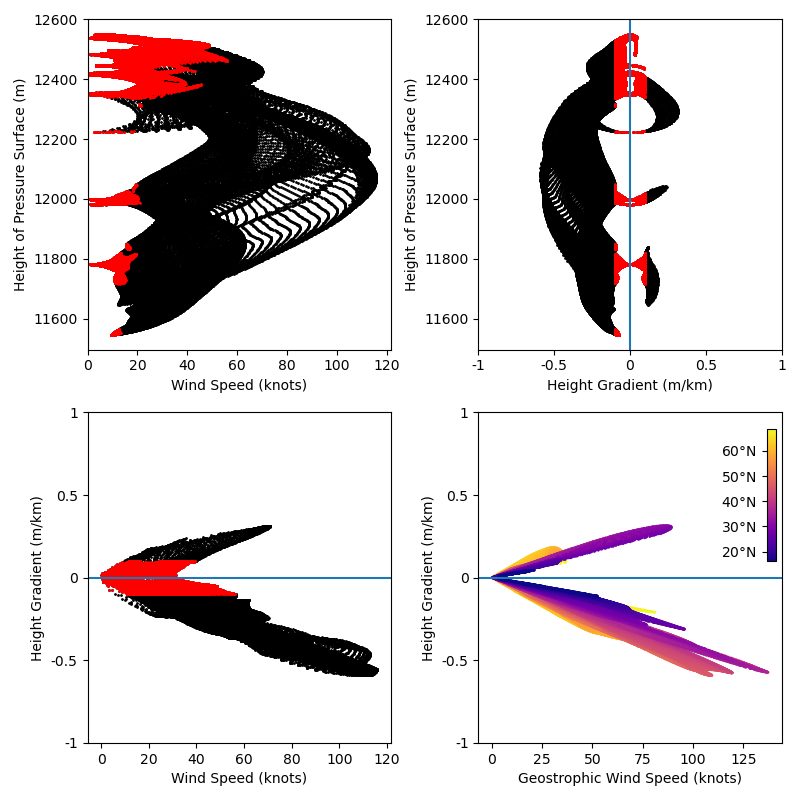 12600
12400
12200
12000
11800
11600
Height of Pressure Surface (m)
0 20 40 60 80 100 120
Wind Speed (knots)
12600
12400
12200
12000
11800
11600
Height of Pressure Surface (m)
-1 -0.5 0 0.5 1
Height Gradient (m/km)
1
0.5
0
-0.5
-1
Height Gradient (m/km)
0 20 40 60 80 100 120
Wind Speed (knots)
1
0.5
0
-0.5
-1
Height Gradient (m/km)
60°N
50°N
40°N
30°N
20°N
0 25 50 75 100 125
Geostrophic Wind Speed (knots)